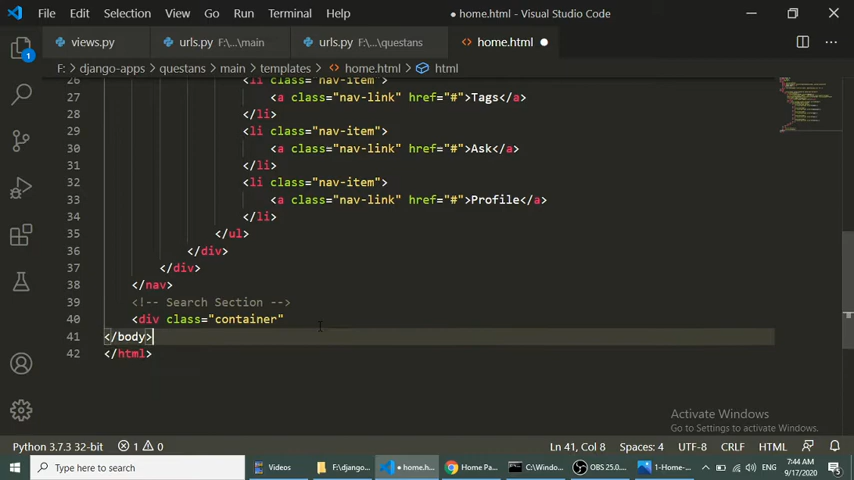 File Edit Selection View Go Run Terminal Help ● home.html - Visual Studio Code
views.py urls.py F:\...\main urls.py F:\...\questans home.html ●
F: > django-apps > questans > main > templates > home.html > html
26 <li class="nav-item">
27 <a class="nav-link" href="#">Tags</a>
28 </li>
29 <li class="nav-item">
30 <a class="nav-link" href="#">Ask</a>
31 </li>
32 <li class="nav-item">
33 <a class="nav-link" href="#">Profile</a>
34 </li>
35 </ul>
36 </div>
37 </div>
38 </nav>
39 <!-- Search Section -->
40 <div class="container"
41 </body>
42 </html>
1
Activate Windows
Go to Settings to activate Windows.
Python 3.7.3 32-bit 1 0 Ln 41, Col 8 Spaces: 4 UTF-8 CRLF HTML
Type here to search Videos F:\django... ● home.h... Home Pa... C:\Windo... OBS 25.0.... 1-Home-... ENG 7:44 AM
9/17/2020 5